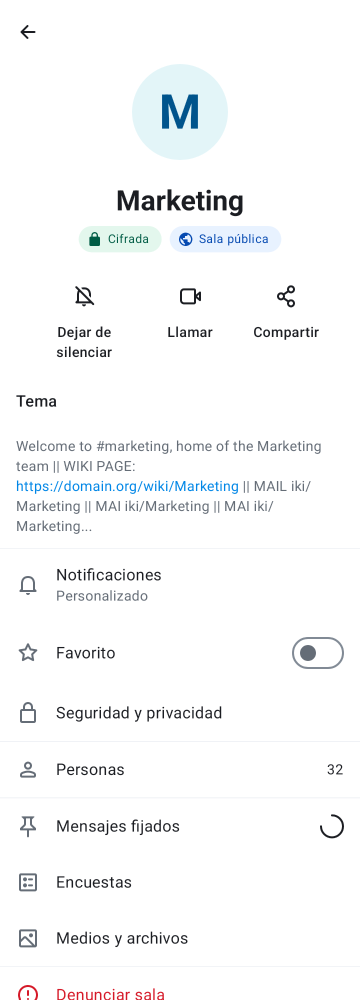 M
Marketing
Cifrada
Sala pública
Dejar de
silenciar
Llamar
Compartir
Tema
Welcome to #marketing, home of the Marketing
team || WIKI PAGE:
https://domain.org/wiki/Marketing || MAIL iki/
Marketing || MAI iki/Marketing || MAI iki/
Marketing...
Notificaciones
Personalizado
Favorito
Seguridad y privacidad
Personas 32
Mensajes fijados
Encuestas
Medios y archivos
Denunciar sala